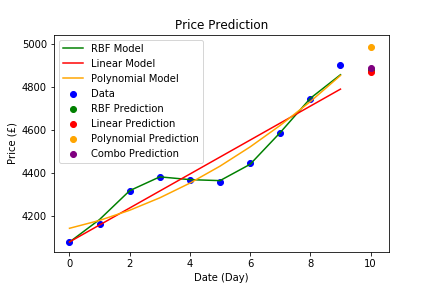 Price Prediction
5000
4800
4600
4400
4200
Price (£)
RBF Model
Linear Model
Polynomial Model
Data
RBF Prediction
Linear Prediction
Polynomial Prediction
Combo Prediction
0 2 4 6 8 10
Date (Day)